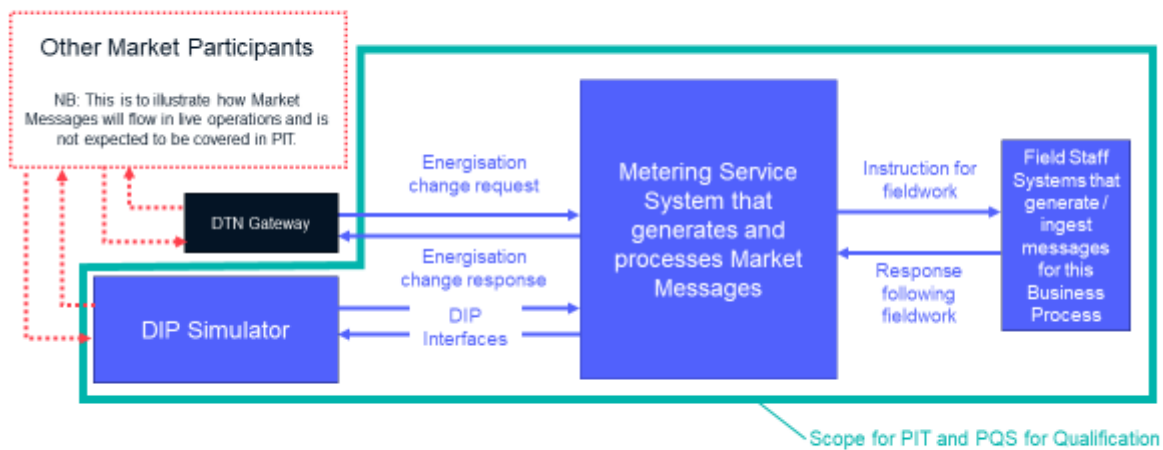 Other Market Participants
NB: This is to illustrate how Market
Messages will flow in live operations and is
not expected to be covered in PIT.
DTN Gateway
DIP Simulator
Energisation
change request
Energisation
change response
DIP
Interfaces
Metering Service
System that
generates and
processes Market
Messages
Instruction for
fieldwork
Response
following
fieldwork
Field Staff
Systems that
generate /
ingest
messages
for this
Business
Process
Scope for PIT and PQS for Qualification